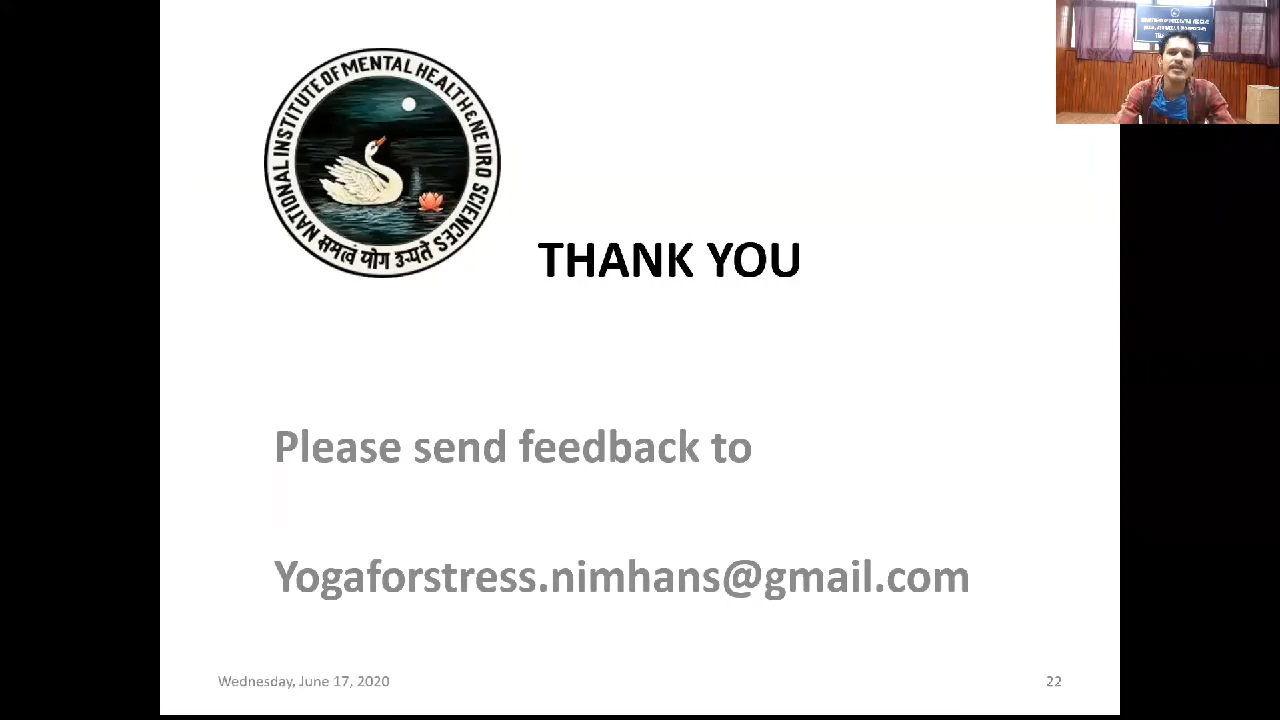 NATIONAL INSTITUTE OF MENTAL HEALTH & NEURO SCIENCES
समत्वं योग उच्यते
THANK YOU
Please send feedback to
Yogaforstress.nimhans@gmail.com
Wednesday, June 17, 2020
22